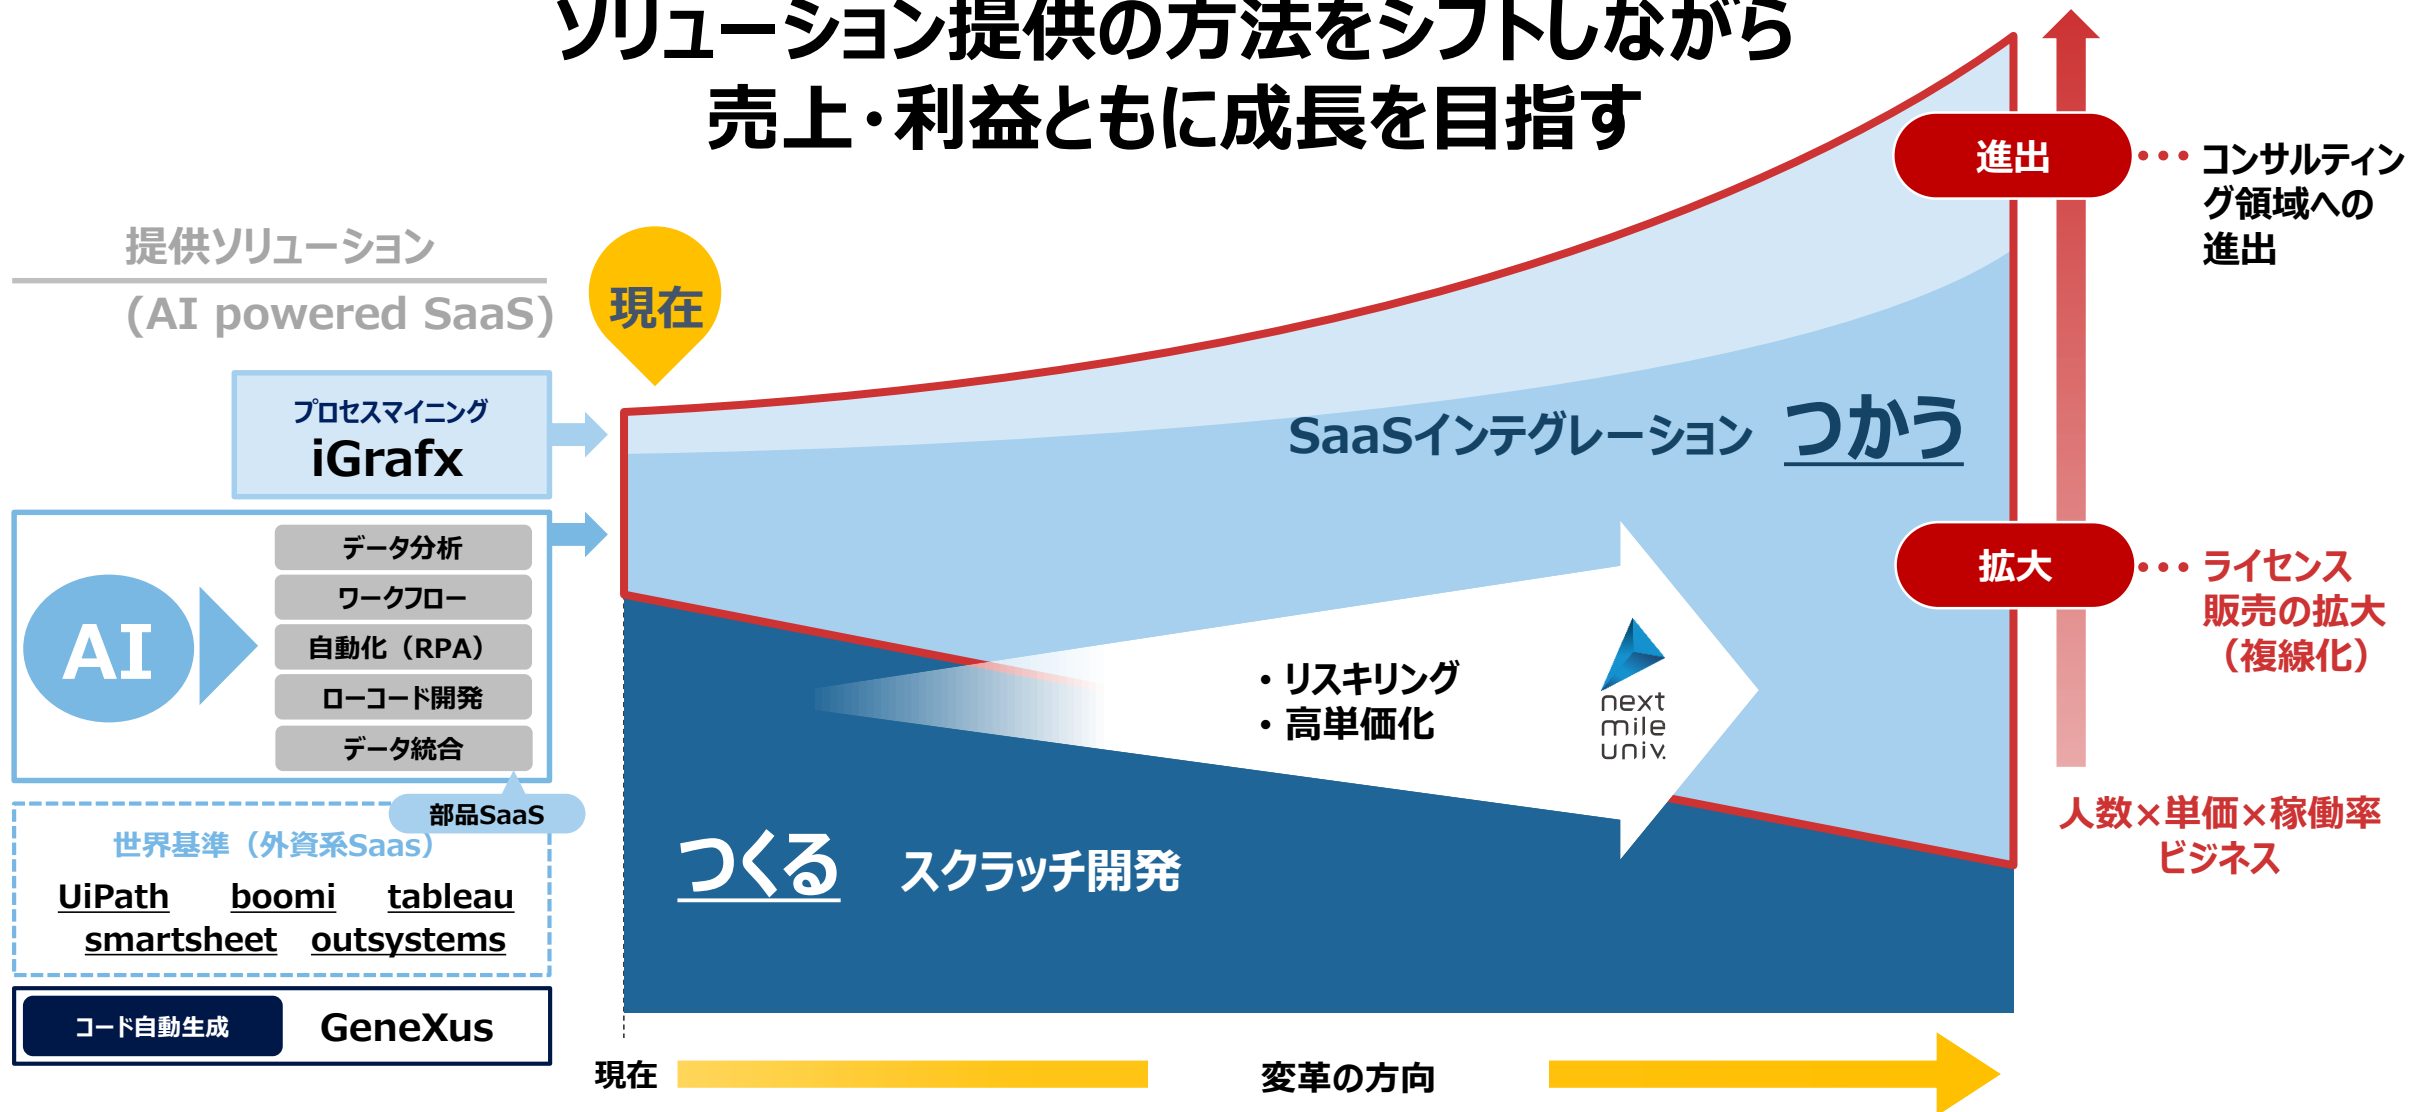 ソリューション提供の方法をシフトしながら
売上・利益ともに成長を目指す
提供ソリューション
(AI powered SaaS)
現在
プロセスマイニング
iGrafx
AI
データ分析
ワークフロー
自動化（RPA）
ローコード開発
データ統合
部品SaaS
世界基準（外資系Saas）
UiPath boomi tableau
smartsheet outsystems
コード自動生成 GeneXus
SaaSインテグレーション つかう
・リスキリング
・高単価化
next
mile
univ.
つくる スクラッチ開発
進出
コンサルティン
グ領域への
進出
拡大
ライセンス
販売の拡大
（複線化）
人数×単価×稼働率
ビジネス
現在
変革の方向